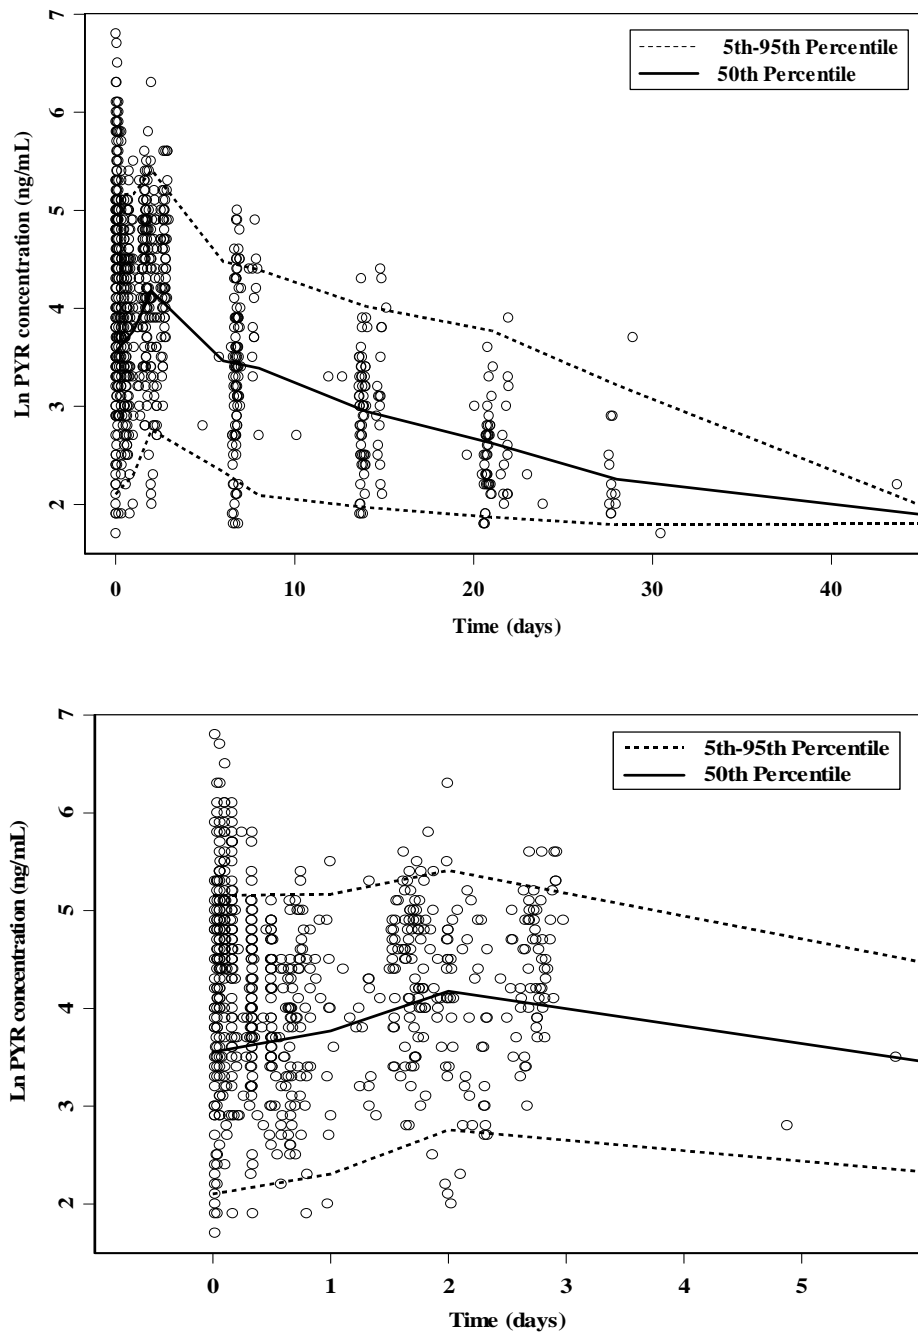 7
6
5
4
3
2
Ln PYR concentration (ng/mL)
5th-95th Percentile
50th Percentile
0 10 20 30 40
Time (days)
7
6
5
4
3
2
Ln PYR concentration (ng/mL)
5th-95th Percentile
50th Percentile
0 1 2 3 4 5
Time (days)